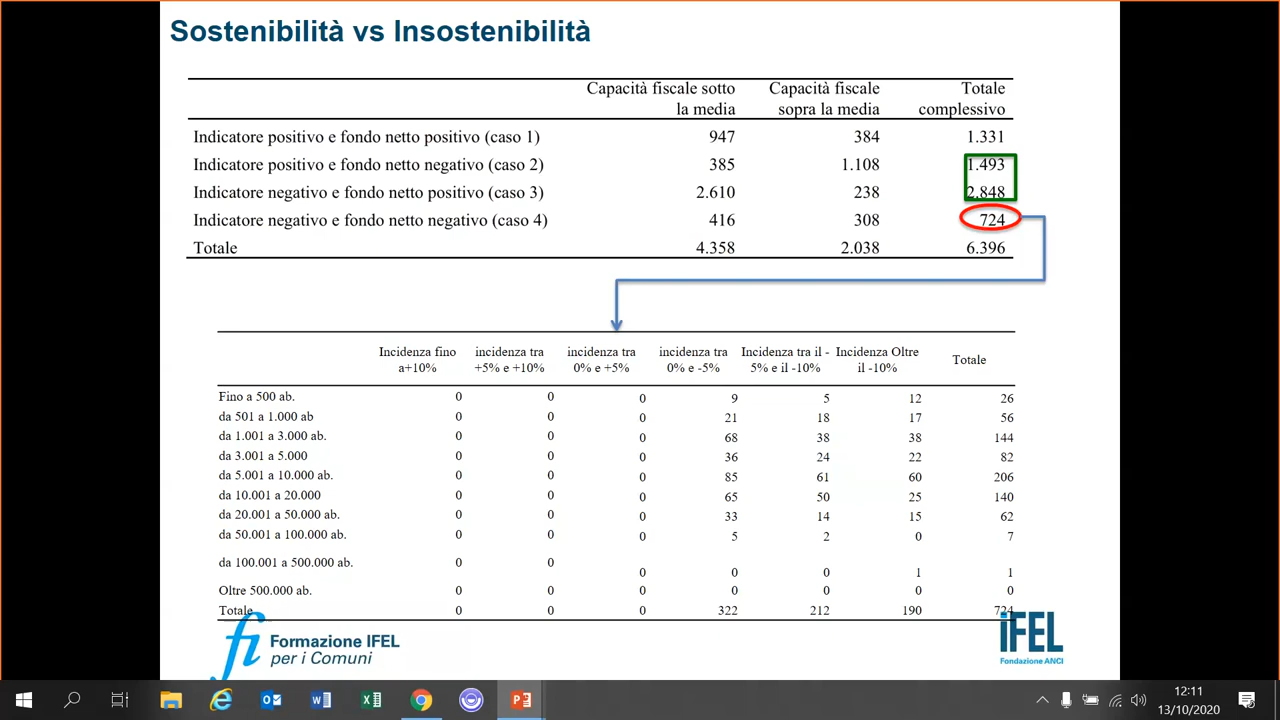 Sostenibilità vs Insostenibilità
Capacità fiscale sotto la media Capacità fiscale sopra la media Totale complessivo
Indicatore positivo e fondo netto positivo (caso 1) 947 384 1.331
Indicatore positivo e fondo netto negativo (caso 2) 385 1.108 1.493
Indicatore negativo e fondo netto positivo (caso 3) 2.610 238 2.848
Indicatore negativo e fondo netto negativo (caso 4) 416 308 724
Totale 4.358 2.038 6.396
Incidenza fino a+10% incidenza tra +5% e +10% incidenza tra 0% e +5% incidenza tra 0% e -5% Incidenza tra il -5% e il -10% Incidenza Oltre il -10% Totale
Fino a 500 ab. 0 0 0 9 5 12 26
da 501 a 1.000 ab 0 0 0 21 18 17 56
da 1.001 a 3.000 ab. 0 0 0 68 38 38 144
da 3.001 a 5.000 0 0 0 36 24 22 82
da 5.001 a 10.000 ab. 0 0 0 85 61 60 206
da 10.001 a 20.000 0 0 0 65 50 25 140
da 20.001 a 50.000 ab. 0 0 0 33 14 15 62
da 50.001 a 100.000 ab. 0 0 0 5 2 0 7
da 100.001 a 500.000 ab. 0 0 0 0 0 1 1
Oltre 500.000 ab. 0 0 0 0 0 0 0
Totale 0 0 0 322 212 190 724
fi Formazione IFEL
per i Comuni
iFEL
Fondazione ANCI
12:11
13/10/2020